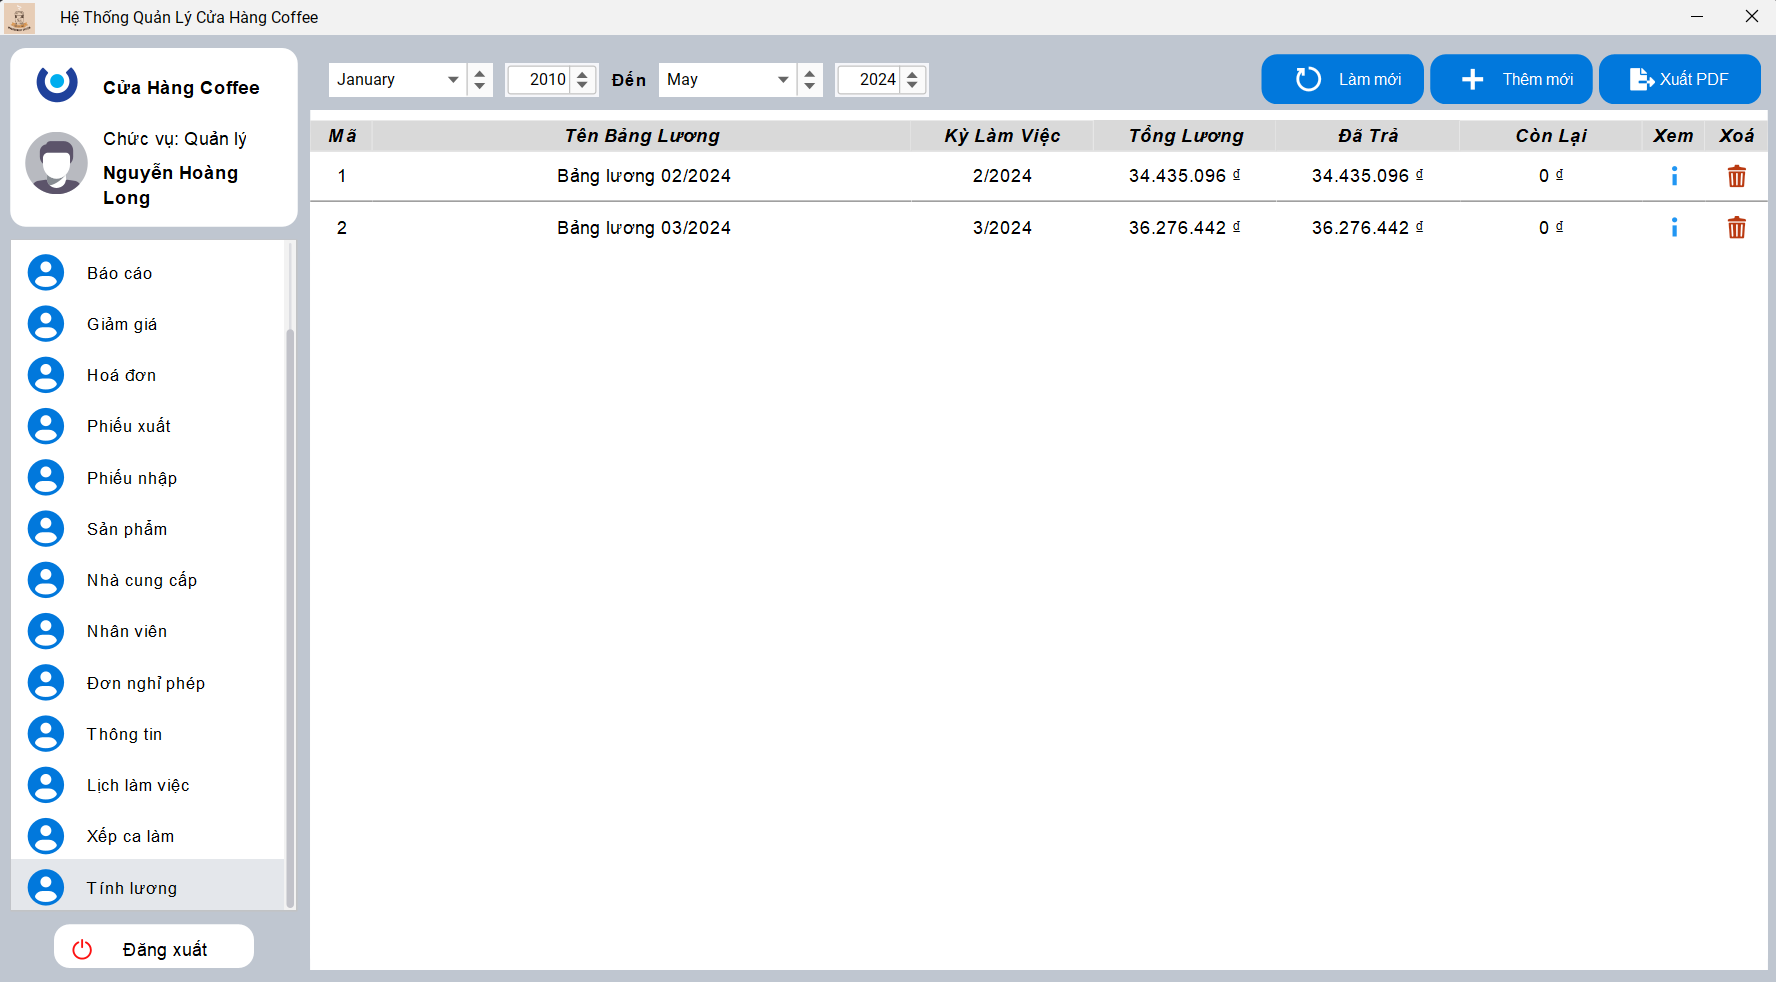 Hệ Thống Quản Lý Cửa Hàng Coffee
Cửa Hàng Coffee
Chức vụ: Quản lý
Nguyễn Hoàng
Long
Báo cáo
Giảm giá
Hoá đơn
Phiếu xuất
Phiếu nhập
Sản phẩm
Nhà cung cấp
Nhân viên
Đơn nghỉ phép
Thông tin
Lịch làm việc
Xếp ca làm
Tính lương
Đăng xuất
January 2010 Đến May 2024
Làm mới Thêm mới Xuất PDF
Mã Tên Bảng Lương Kỳ Làm Việc Tổng Lương Đã Trả Còn Lại Xem Xoá
1 Bảng lương 02/2024 2/2024 34.435.096 ₫ 34.435.096 ₫ 0 ₫
2 Bảng lương 03/2024 3/2024 36.276.442 ₫ 36.276.442 ₫ 0 ₫